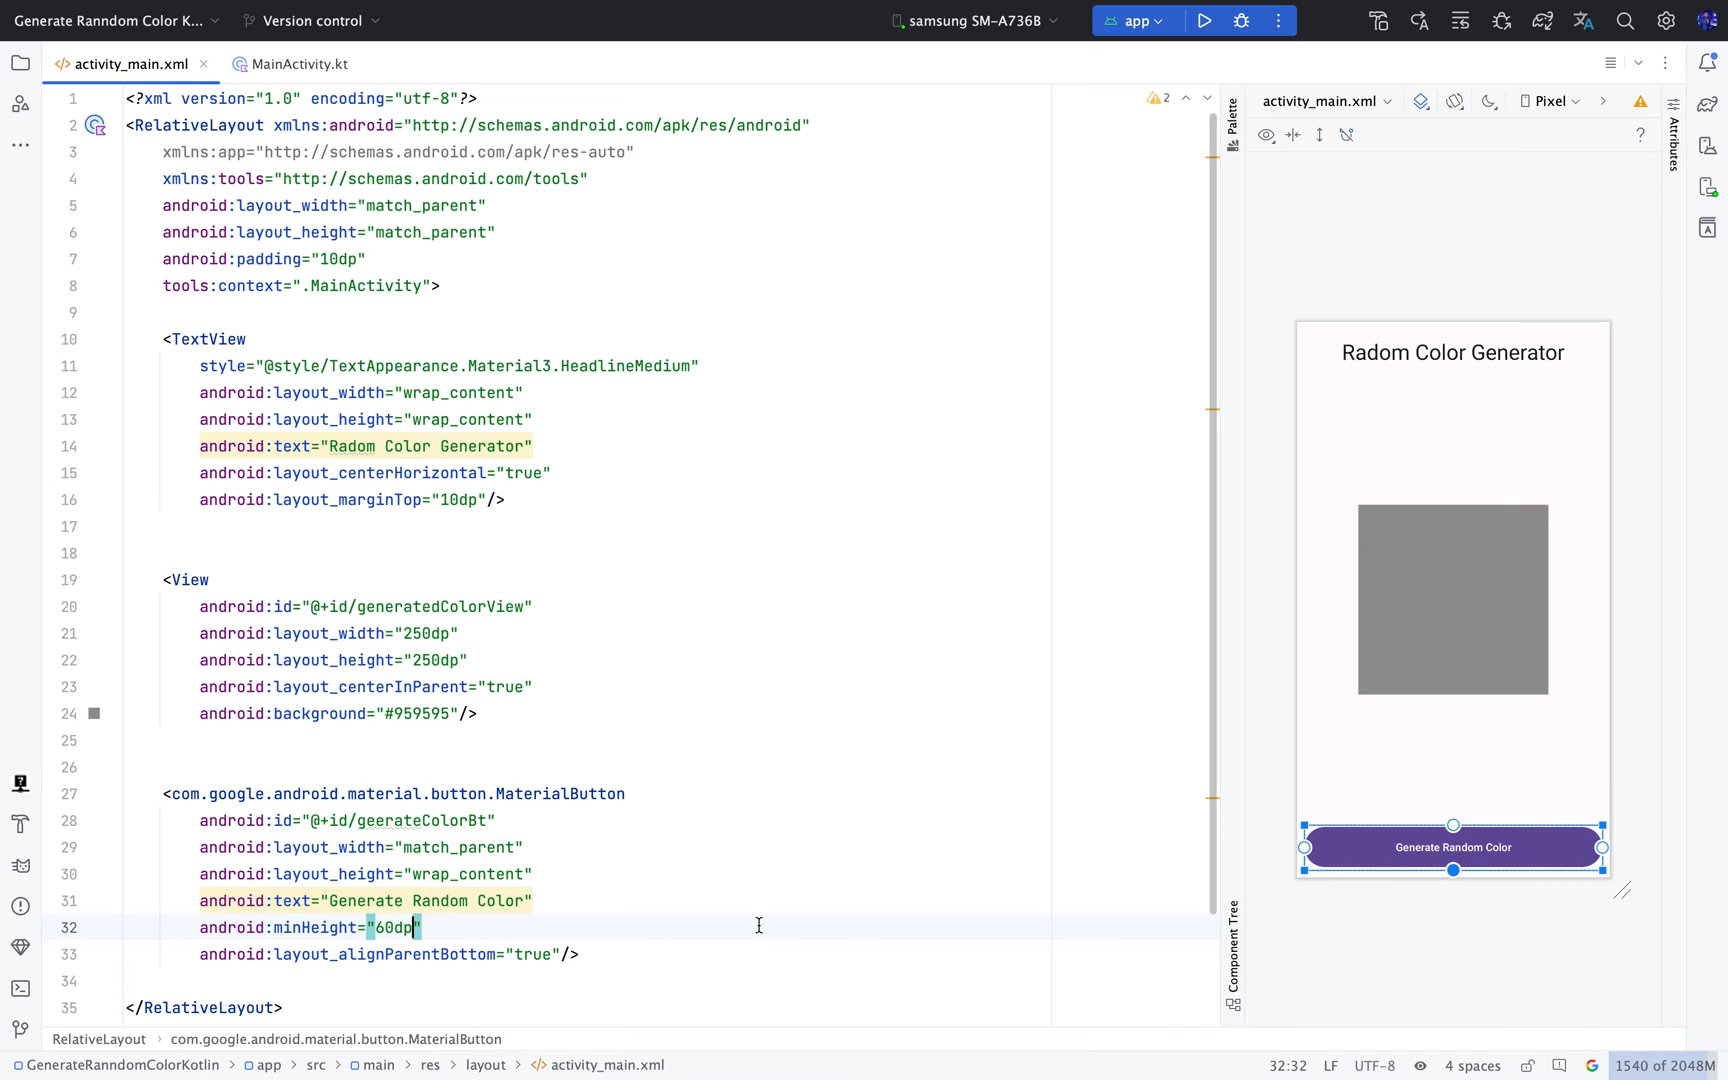 Generate Ranndom Color K... Version control samsung SM-A736B app
activity_main.xml MainActivity.kt
1 <?xml version="1.0" encoding="utf-8"?>
2 <RelativeLayout xmlns:android="http://schemas.android.com/apk/res/android"
3 xmlns:app="http://schemas.android.com/apk/res-auto"
4 xmlns:tools="http://schemas.android.com/tools"
5 android:layout_width="match_parent"
6 android:layout_height="match_parent"
7 android:padding="10dp"
8 tools:context=".MainActivity">
9
10 <TextView
11 style="@style/TextAppearance.Material3.HeadlineMedium"
12 android:layout_width="wrap_content"
13 android:layout_height="wrap_content"
14 android:text="Radom Color Generator"
15 android:layout_centerHorizontal="true"
16 android:layout_marginTop="10dp"/>
17
18
19 <View
20 android:id="@+id/generatedColorView"
21 android:layout_width="250dp"
22 android:layout_height="250dp"
23 android:layout_centerInParent="true"
24 android:background="#959595"/>
25
26
27 <com.google.android.material.button.MaterialButton
28 android:id="@+id/geerateColorBt"
29 android:layout_width="match_parent"
30 android:layout_height="wrap_content"
31 android:text="Generate Random Color"
32 android:minHeight="60dp"
33 android:layout_alignParentBottom="true"/>
34
35 </RelativeLayout>
2
Palette
Component Tree
activity_main.xml Pixel
?
Attributes
Radom Color Generator
Generate Random Color
RelativeLayout > com.google.android.material.button.MaterialButton
GenerateRanndomColorKotlin > app > src > main > res > layout > activity_main.xml 32:32 LF UTF-8 4 spaces 1540 of 2048M